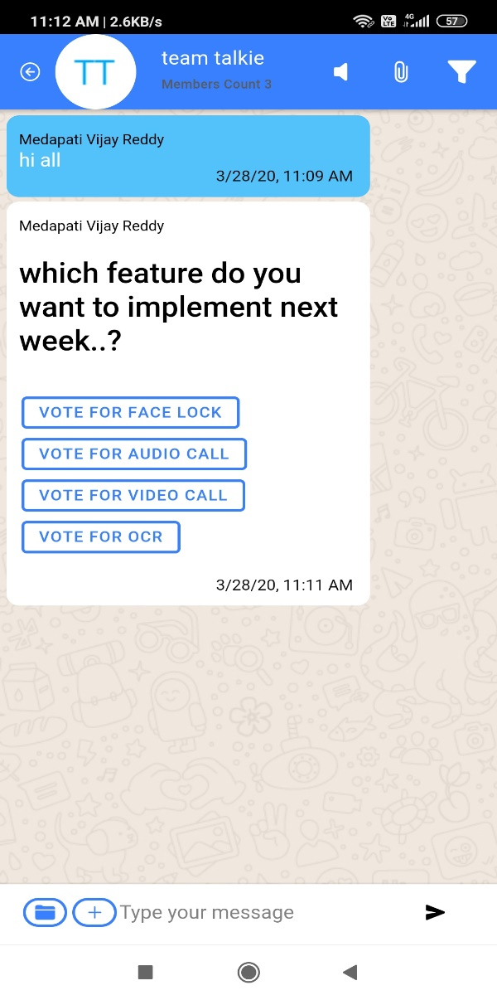 11:12 AM | 2.6KB/s
Vo LTE 4G 57
TT
team talkie
Members Count 3
Medapati Vijay Reddy
hi all
3/28/20, 11:09 AM
Medapati Vijay Reddy
which feature do you
want to implement next
week..?
VOTE FOR FACE LOCK
VOTE FOR AUDIO CALL
VOTE FOR VIDEO CALL
VOTE FOR OCR
3/28/20, 11:11 AM
Type your message